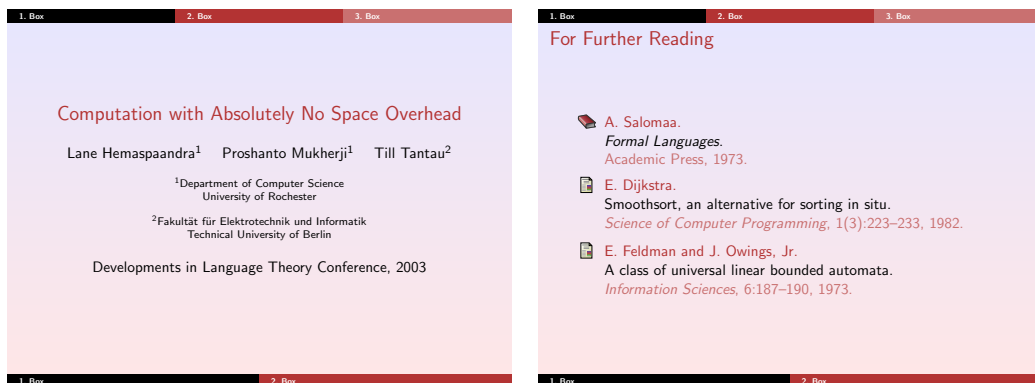 1. Box 2. Box 3. Box
Computation with Absolutely No Space Overhead
Lane Hemaspaandra¹ Proshanto Mukherji¹ Till Tantau²
¹Department of Computer Science
University of Rochester
²Fakultät für Elektrotechnik und Informatik
Technical University of Berlin
Developments in Language Theory Conference, 2003
1. Box 2. Box
1. Box 2. Box 3. Box
For Further Reading
A. Salomaa.
Formal Languages.
Academic Press, 1973.
E. Dijkstra.
Smoothsort, an alternative for sorting in situ.
Science of Computer Programming, 1(3):223–233, 1982.
E. Feldman and J. Owings, Jr.
A class of universal linear bounded automata.
Information Sciences, 6:187–190, 1973.
1. Box 2. Box